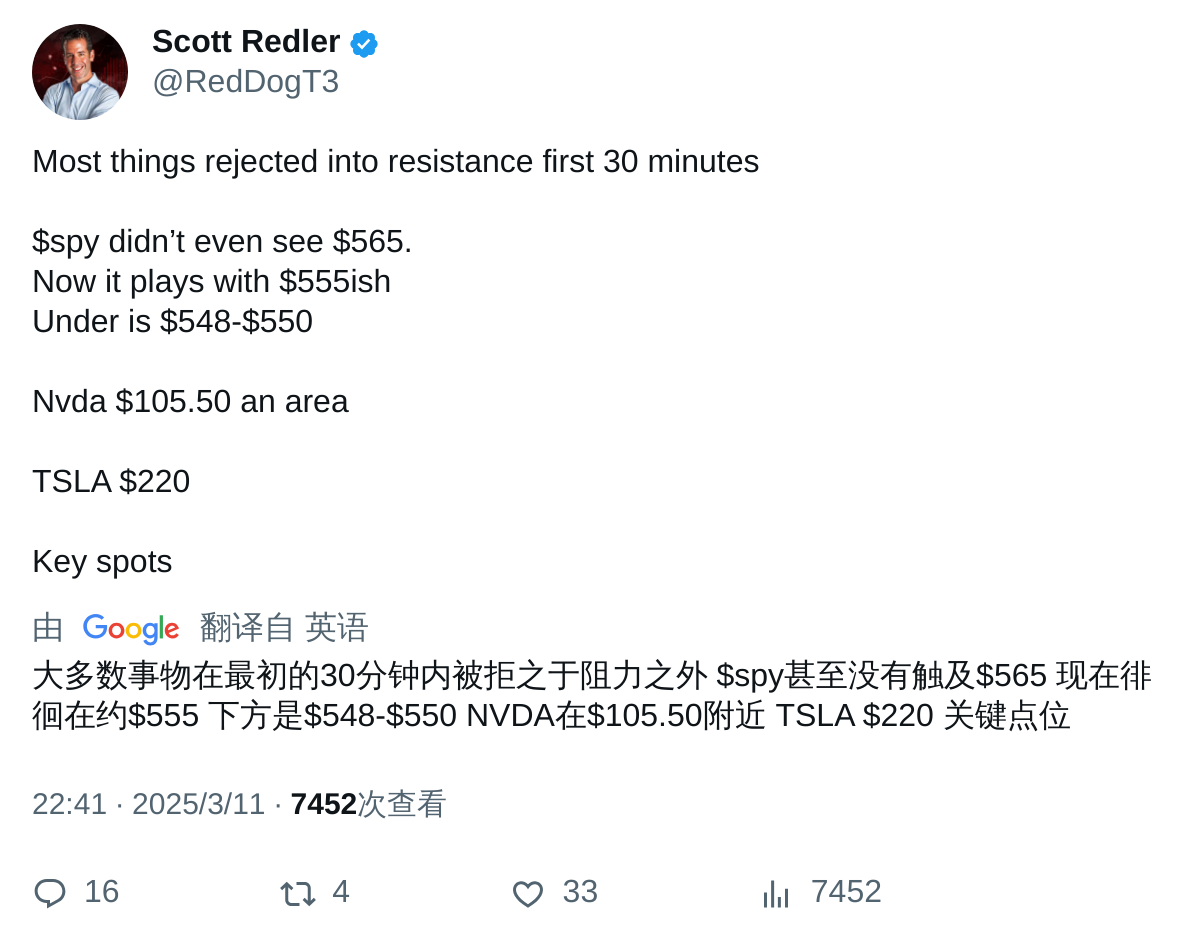 Scott Redler
@RedDogT3
Most things rejected into resistance first 30 minutes
$spy didn’t even see $565.
Now it plays with $555ish
Under is $548-$550
Nvda $105.50 an area
TSLA $220
Key spots
由 Google 翻译自 英语
大多数事物在最初的30分钟内被拒之于阻力之外 $spy甚至没有触及$565 现在徘
徊在约$555 下方是$548-$550 NVDA在$105.50附近 TSLA $220 关键点位
22:41 · 2025/3/11 · 7452次查看
16 4 33 7452